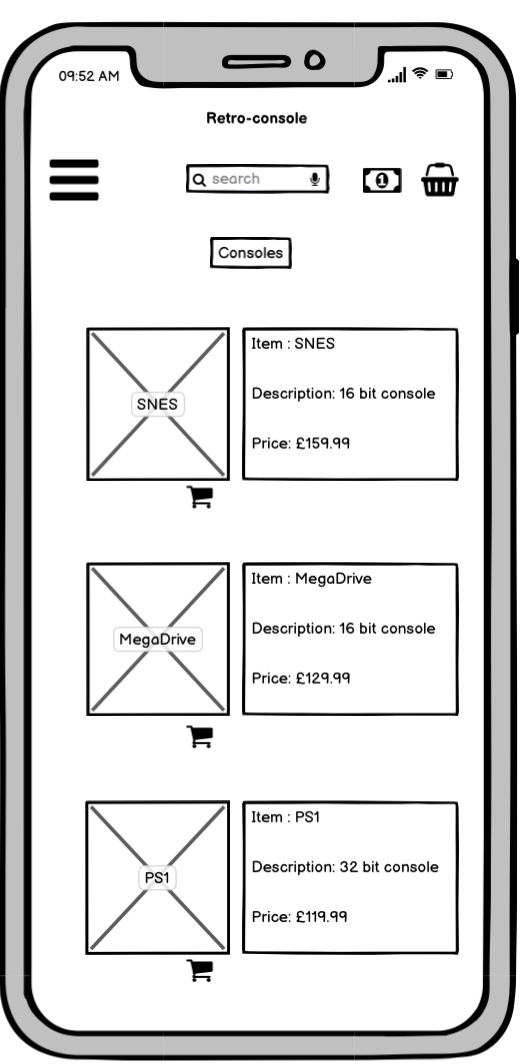 09:52 AM
Retro-console
search
1
Consoles
SNES
Item : SNES
Description: 16 bit console
Price: £159.99
MegaDrive
Item : MegaDrive
Description: 16 bit console
Price: £129.99
PS1
Item : PS1
Description: 32 bit console
Price: £119.99